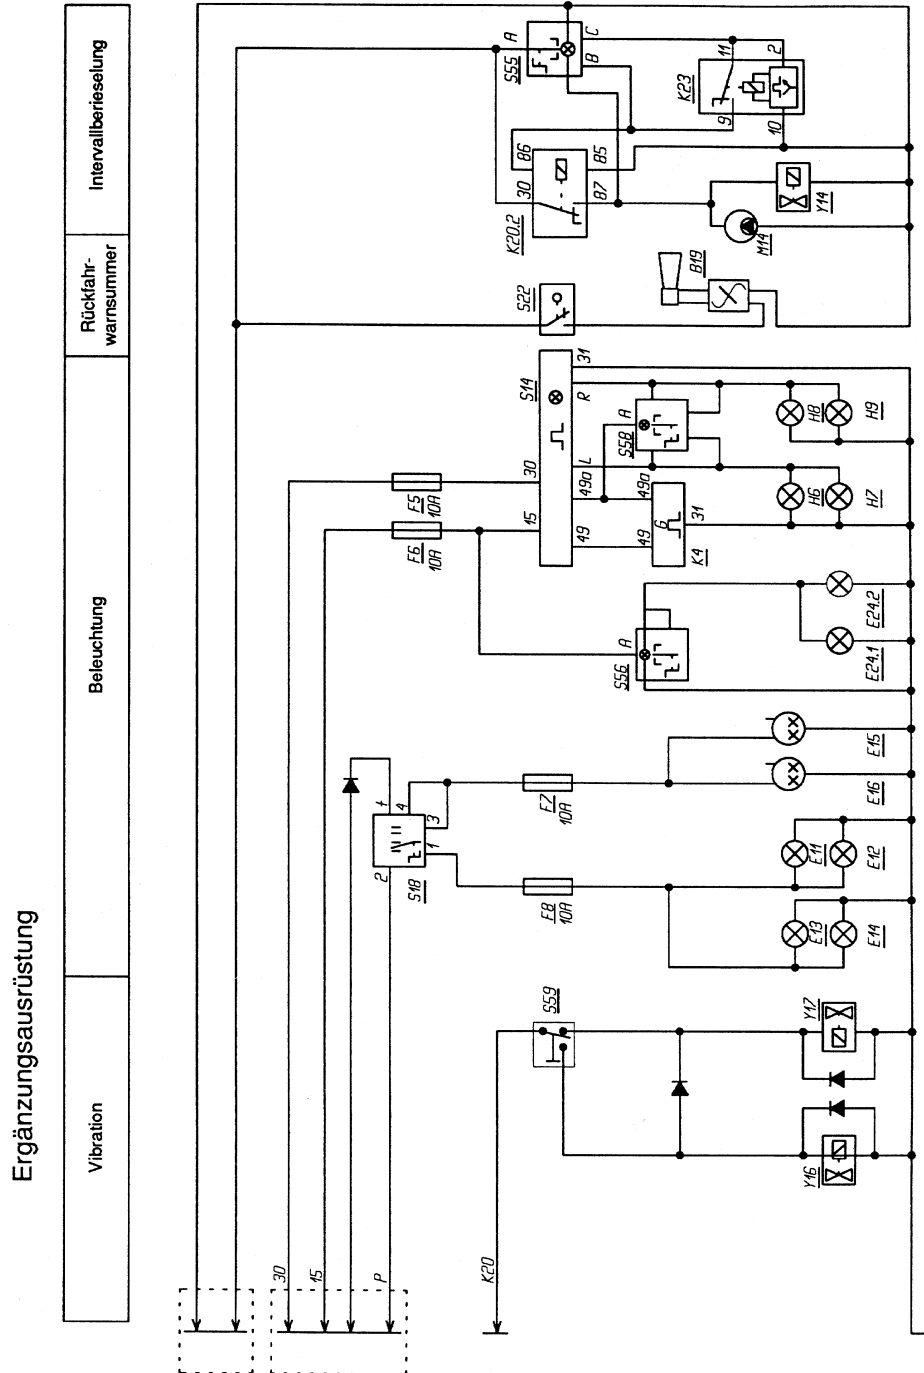 Ergänzungsausrüstung
Vibration
Beleuchtung
Rückfahr-
warnsummer
Intervallberieselung
30
15
P
K20
S59
Y16
Y17
2
S18
1
3
4
F8
10A
F7
10A
E13
E14
E11
E12
E16
E15
S56
A
E24.1
E24.2
F6
10A
F5
10A
15
30
S14
49
49a
L
R
31
49
49a
G
31
K4
S58
A
H6
H7
H8
H9
S22
B19
K20.2
30
86
87
85
M14
Y14
S55
A
B
C
K23
9
11
10
2